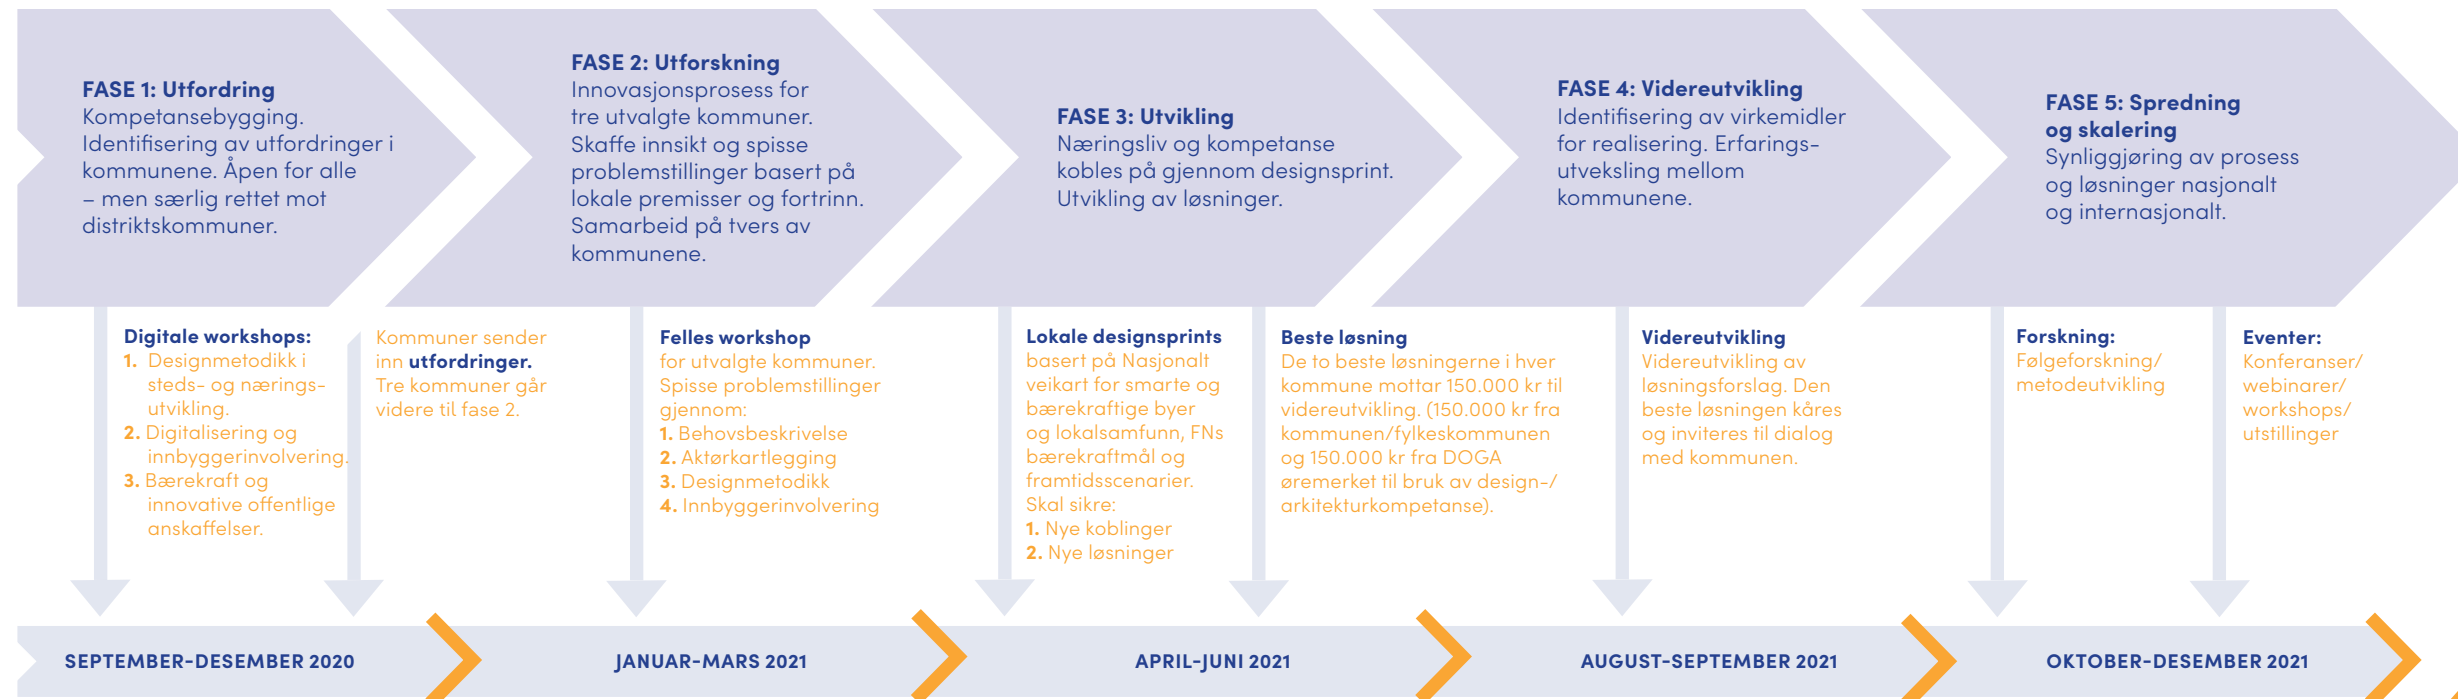 FASE 1: Utfordring
Kompetansebygging.
Identifisering av utfordringer i
kommunene. Åpen for alle
– men særlig rettet mot
distriktskommuner.
FASE 2: Utforskning
Innovasjonsprosess for
tre utvalgte kommuner.
Skaffe innsikt og spisse
problemstillinger basert på
lokale premisser og fortrinn.
Samarbeid på tvers av
kommunene.
FASE 3: Utvikling
Næringsliv og kompetanse
kobles på gjennom designsprint.
Utvikling av løsninger.
FASE 4: Videreutvikling
Identifisering av virkemidler
for realisering. Erfarings-
utveksling mellom
kommunene.
FASE 5: Spredning
og skalering
Synliggjøring av prosess
og løsninger nasjonalt
og internasjonalt.
Digitale workshops:
1. Designmetodikk i
steds- og nærings-
utvikling.
2. Digitalisering og
innbyggerinvolvering.
3. Bærekraft og
innovative offentlige
anskaffelser.
Kommuner sender
inn utfordringer.
Tre kommuner går
videre til fase 2.
Felles workshop
for utvalgte kommuner.
Spisse problemstillinger
gjennom:
1. Behovsbeskrivelse
2. Aktørkartlegging
3. Designmetodikk
4. Innbyggerinvolvering
Lokale designsprints
basert på Nasjonalt
veikart for smarte og
bærekraftige byer
og lokalsamfunn, FNs
bærekraftmål og
framtidsscenarier.
Skal sikre:
1. Nye koblinger
2. Nye løsninger
Beste løsning
De to beste løsningerne i hver
kommune mottar 150.000 kr til
videreutvikling. (150.000 kr fra
kommunen/fylkeskommunen
og 150.000 kr fra DOGA
øremerket til bruk av design-/
arkitekturkompetanse).
Videreutvikling
Videreutvikling av
løsningsforslag. Den
beste løsningen kåres
og inviteres til dialog
med kommunen.
Forskning:
Følgeforskning/
metodeutvikling
Eventer:
Konferanser/
webinarer/
workshops/
utstillinger
SEPTEMBER-DESEMBER 2020
JANUAR-MARS 2021
APRIL-JUNI 2021
AUGUST-SEPTEMBER 2021
OKTOBER-DESEMBER 2021